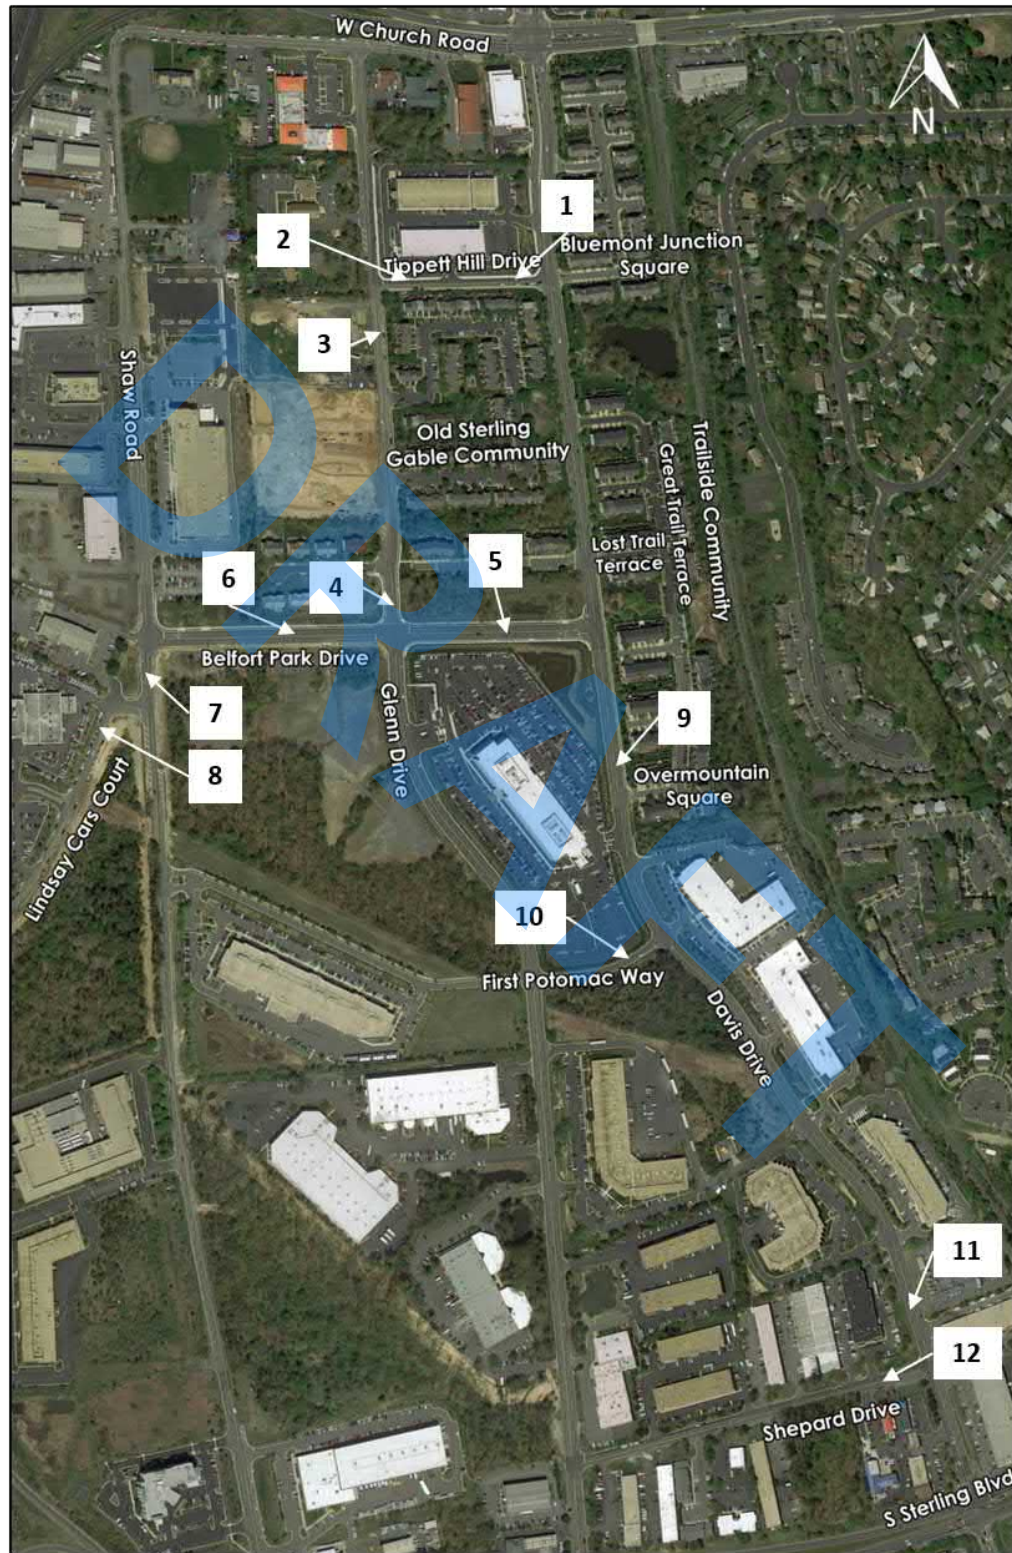 W Church Road
N
1
2
Bluemont Junction
Square
Tippett Hill Drive
3
Shaw Road
Old Sterling
Gable Community
Trailside Community
Great Trail Terrace
Lost Trail
Terrace
5
6
4
Belfort Park Drive
7
Glenn Drive
9
8
Overmountain
Square
Lindsay Cars Court
10
First Potomac Way
Davis Drive
11
12
Shepard Drive
S Sterling Blvd
DRAFT